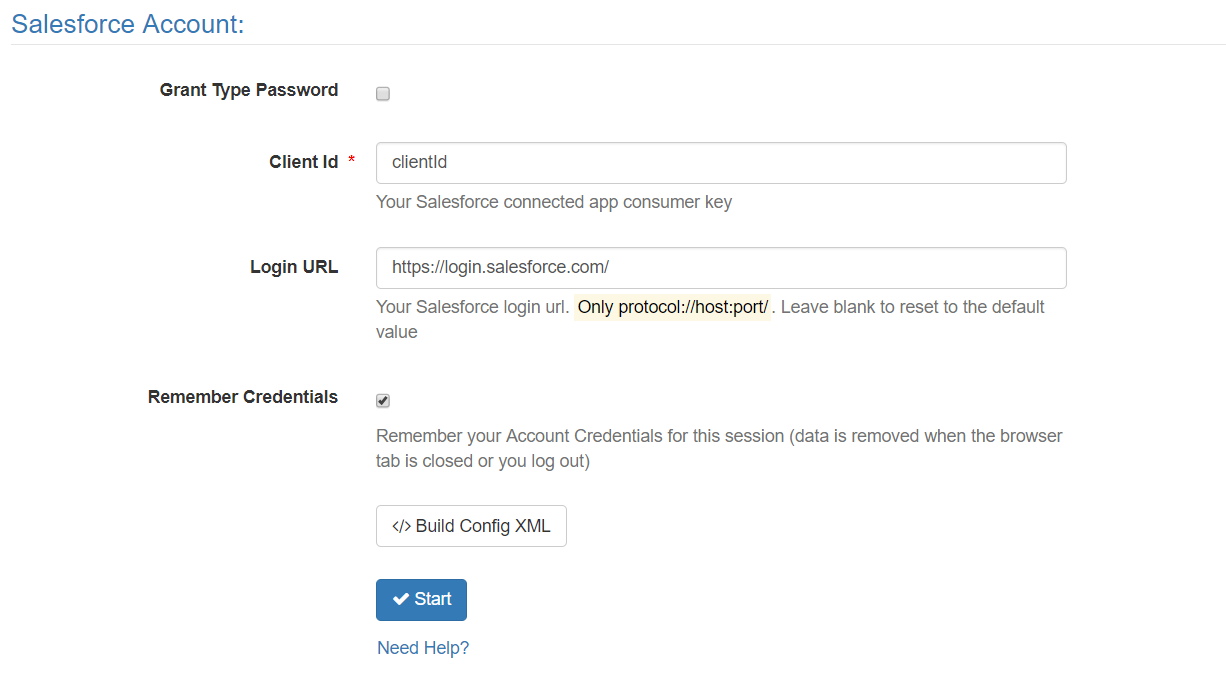 Salesforce Account:
Grant Type Password
Client Id *
clientId
Your Salesforce connected app consumer key
Login URL
https://login.salesforce.com/
Your Salesforce login url. Only protocol://host:port/ . Leave blank to reset to the default
value
Remember Credentials
Remember your Account Credentials for this session (data is removed when the browser
tab is closed or you log out)
</> Build Config XML
Start
Need Help?